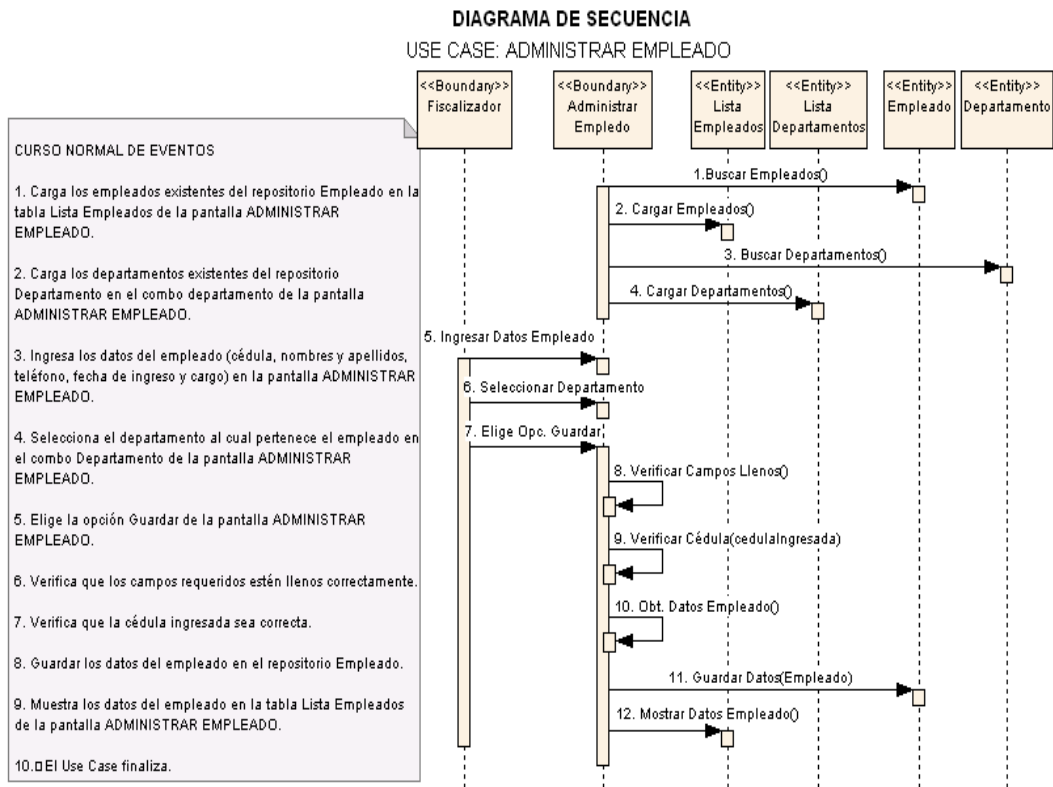 DIAGRAMA DE SECUENCIA
USE CASE: ADMINISTRAR EMPLEADO
<<Boundary>>
Fiscalizador
<<Boundary>>
Administrar
Empledo
<<Entity>>
Lista
Empleados
<<Entity>>
Lista
Departamentos
<<Entity>>
Empleado
<<Entity>>
Departamento
CURSO NORMAL DE EVENTOS
1. Carga los empleados existentes del repositorio Empleado en la
tabla Lista Empleados de la pantalla ADMINISTRAR
EMPLEADO.
2. Carga los departamentos existentes del repositorio
Departamento en el combo departamento de la pantalla
ADMINISTRAR EMPLEADO.
3. Ingresa los datos del empleado (cédula, nombres y apellidos,
teléfono, fecha de ingreso y cargo) en la pantalla ADMINISTRAR
EMPLEADO.
4. Selecciona el departamento al cual pertenece el empleado en
el combo Departamento de la pantalla ADMINISTRAR
EMPLEADO.
5. Elige la opción Guardar de la pantalla ADMINISTRAR
EMPLEADO.
6. Verifica que los campos requeridos estén llenos correctamente.
7. Verifica que la cédula ingresada sea correcta.
8. Guardar los datos del empleado en el repositorio Empleado.
9. Muestra los datos del empleado en la tabla Lista Empleados
de la pantalla ADMINISTRAR EMPLEADO.
10.□El Use Case finaliza.
1.Buscar Empleados()
2. Cargar Empleados()
3. Buscar Departamentos()
4. Cargar Departamentos()
5. Ingresar Datos Empleado
6. Seleccionar Departamento
7. Elige Opc. Guardar
8. Verificar Campos Llenos()
9. Verificar Cédula(cedulaIngresada)
10. Obt. Datos Empleado()
11. Guardar Datos(Empleado)
12. Mostrar Datos Empleado()